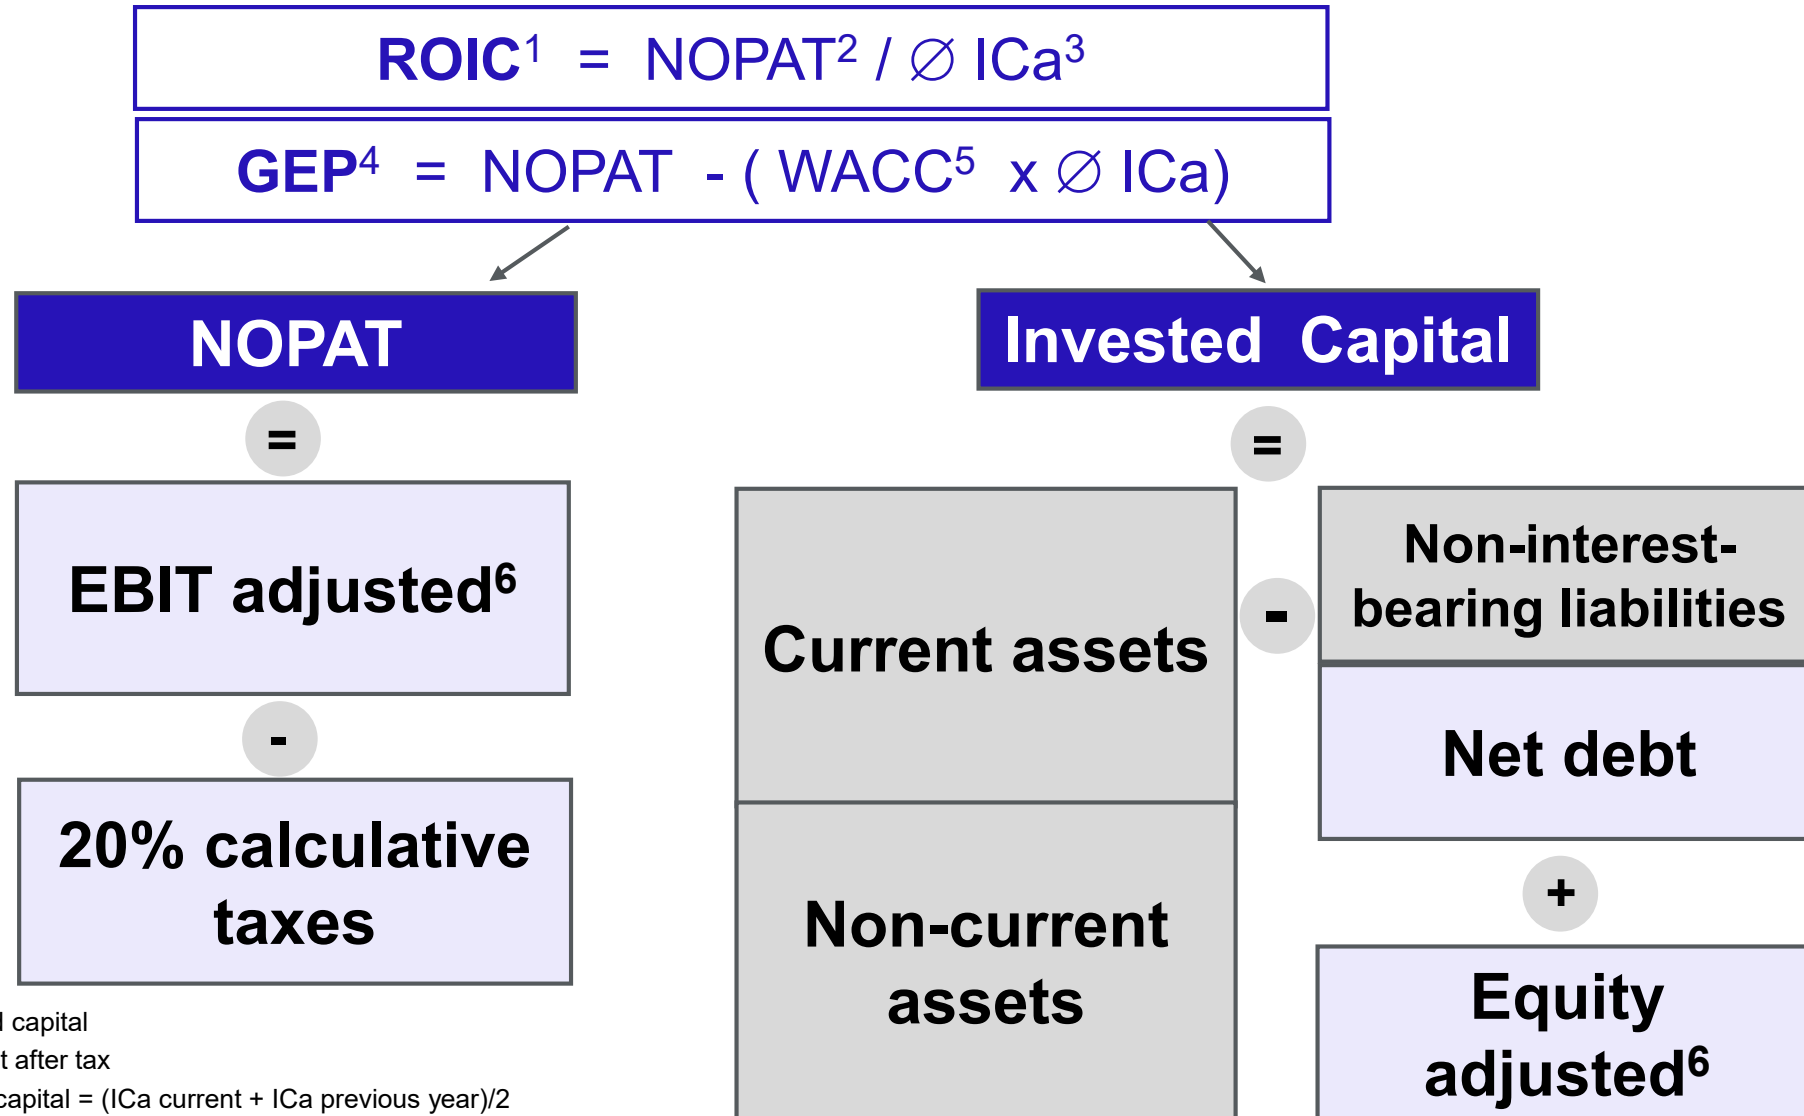 ROIC¹ = NOPAT² / ∅ ICa³
GEP⁴ = NOPAT - ( WACC⁵ x ∅ ICa)
NOPAT
=
EBIT adjusted⁶
-
20% calculative
taxes
Invested Capital
=
Current assets
Non-current
assets
-
Non-interest-
bearing liabilities
Net debt
+
Equity
adjusted⁶
capital
after tax
capital = (ICa current + ICa previous year)/2